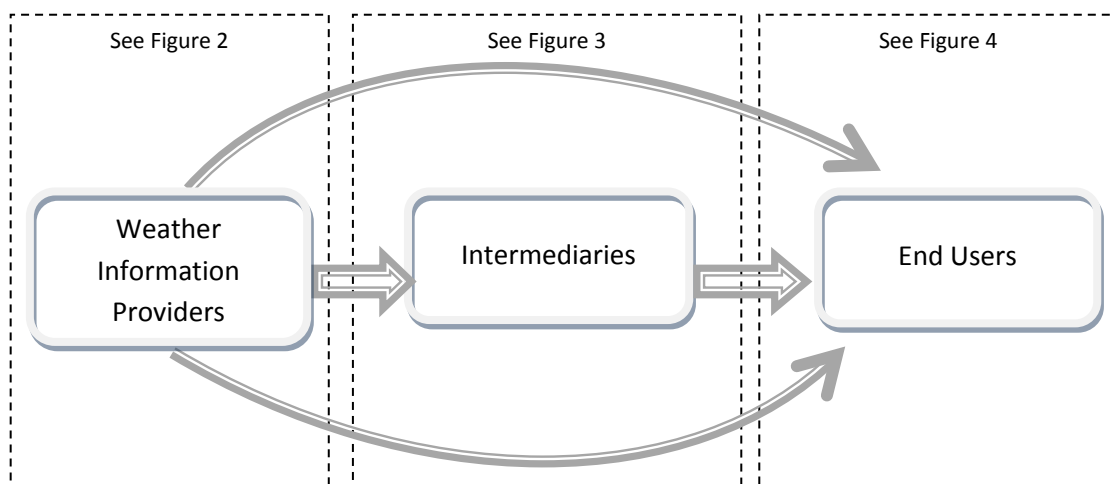 See Figure 2
See Figure 3
See Figure 4
Weather
Information
Providers
Intermediaries
End Users